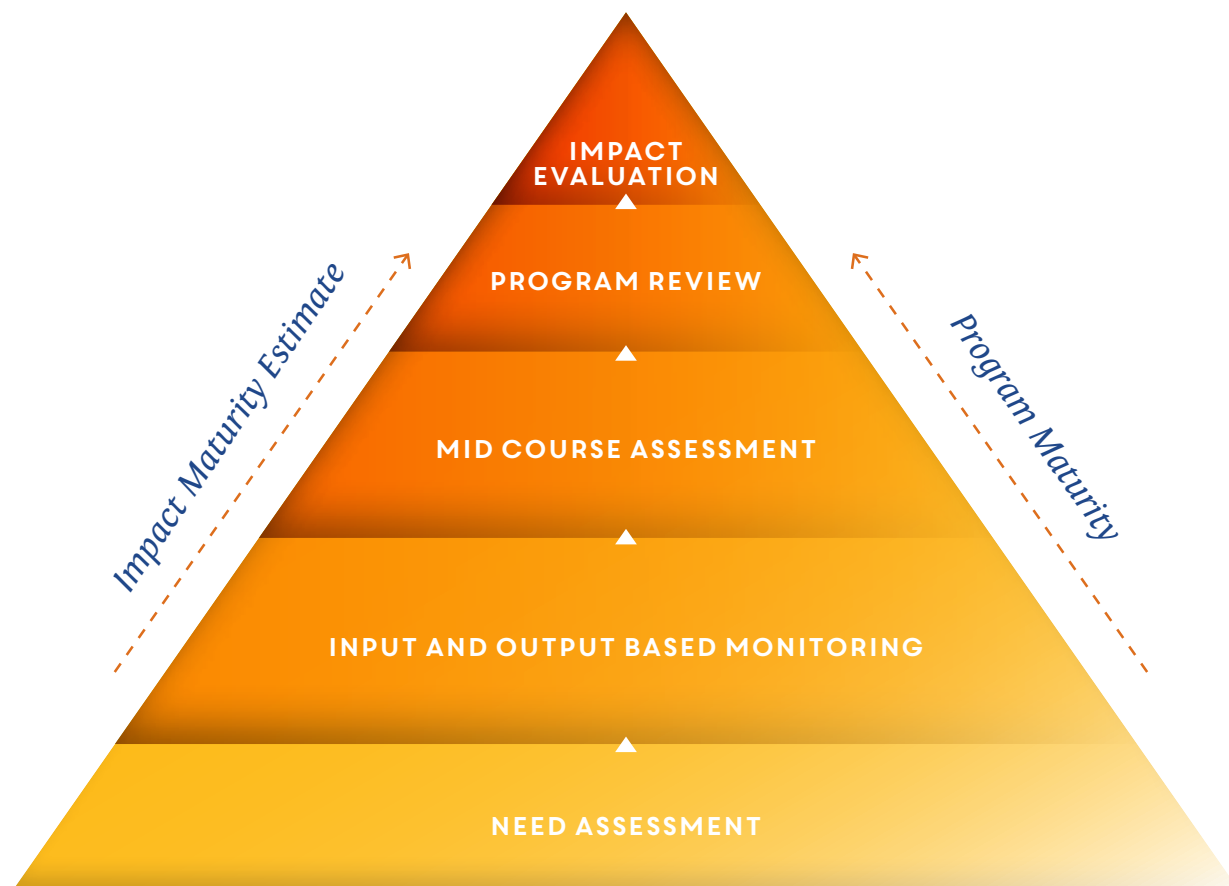 IMPACT
EVALUATION
PROGRAM REVIEW
Impact Maturity Estimate
Program Maturity
MID COURSE ASSESSMENT
INPUT AND OUTPUT BASED MONITORING
NEED ASSESSMENT